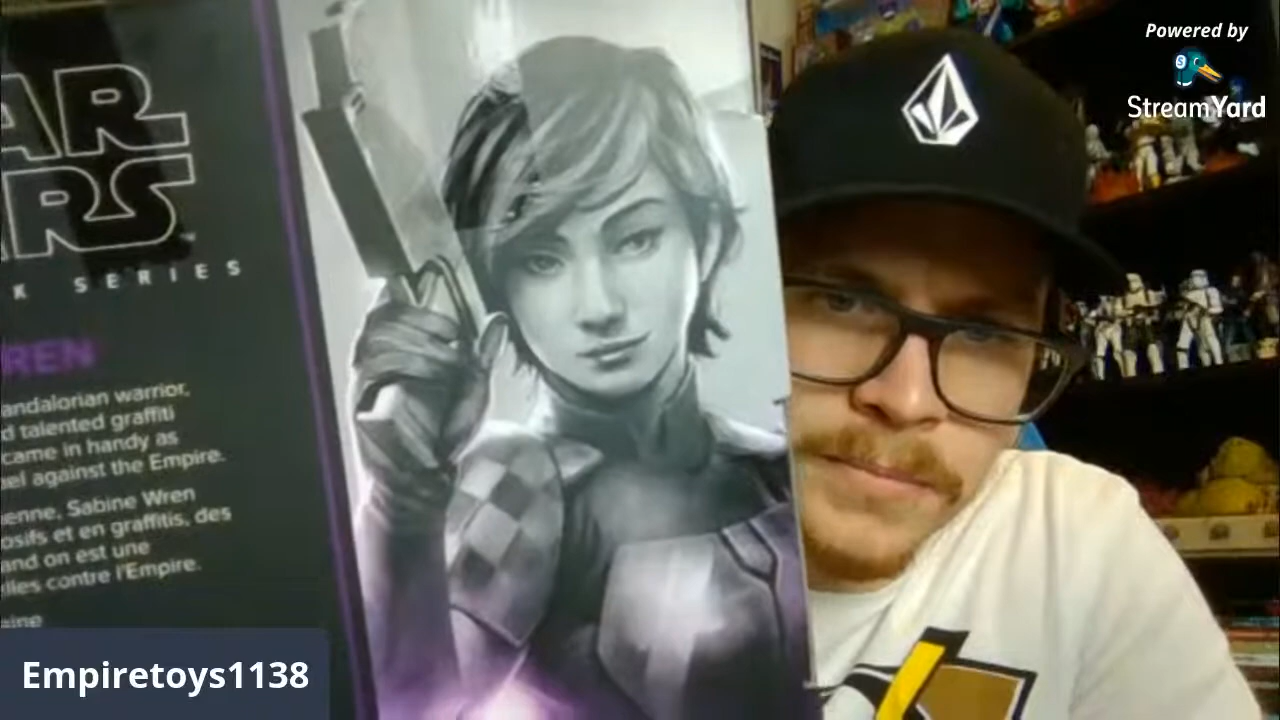 Powered by
StreamYard
AR
RS
K SERIES
REN
andalorian warrior,
d talented graffiti
came in handy as
el against the Empire.
enne, Sabine Wren
osifs et en graffitis, des
and on est une
lles contre l'Empire.
aine
Empiretoys1138